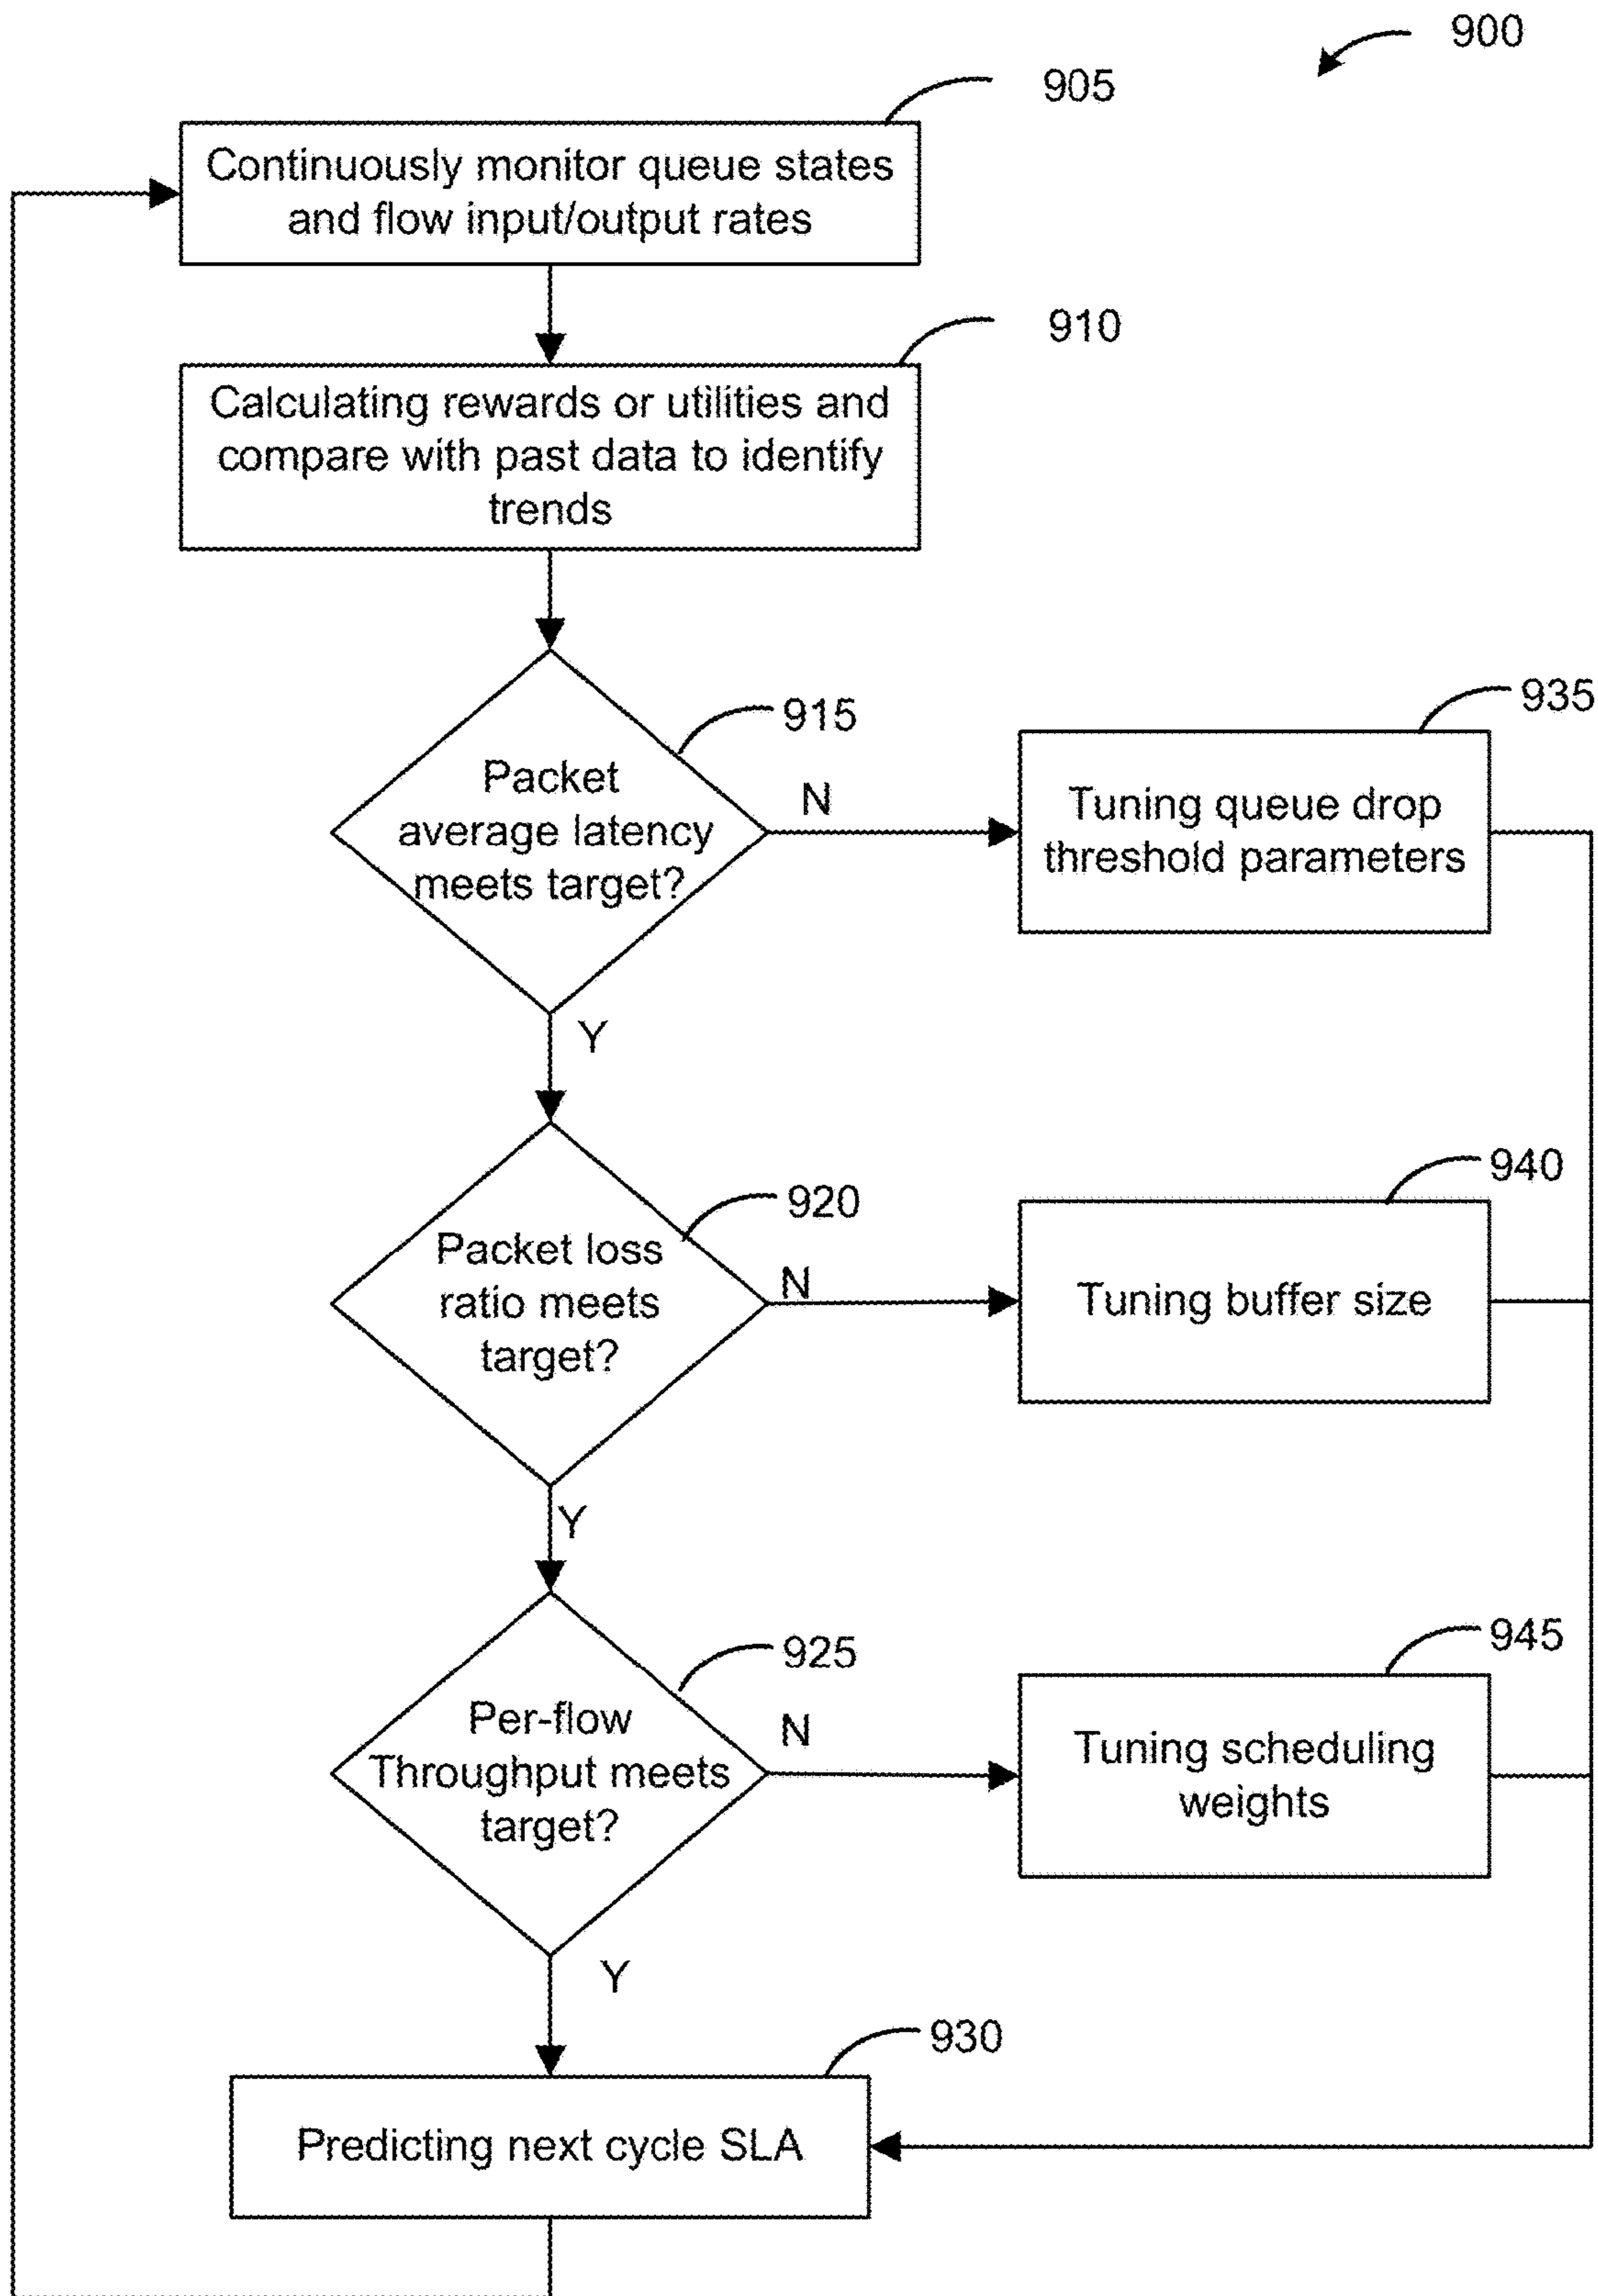 900
905
Continuously monitor queue states
and flow input/output rates
910
Calculating rewards or utilities and
compare with past data to identify
trends
915
Packet
average latency
meets target?
N
935
Tuning queue drop
threshold parameters
Y
920
Packet loss
ratio meets
target?
N
940
Tuning buffer size
Y
925
Per-flow
Throughput meets
target?
N
945
Tuning scheduling
weights
Y
930
Predicting next cycle SLA